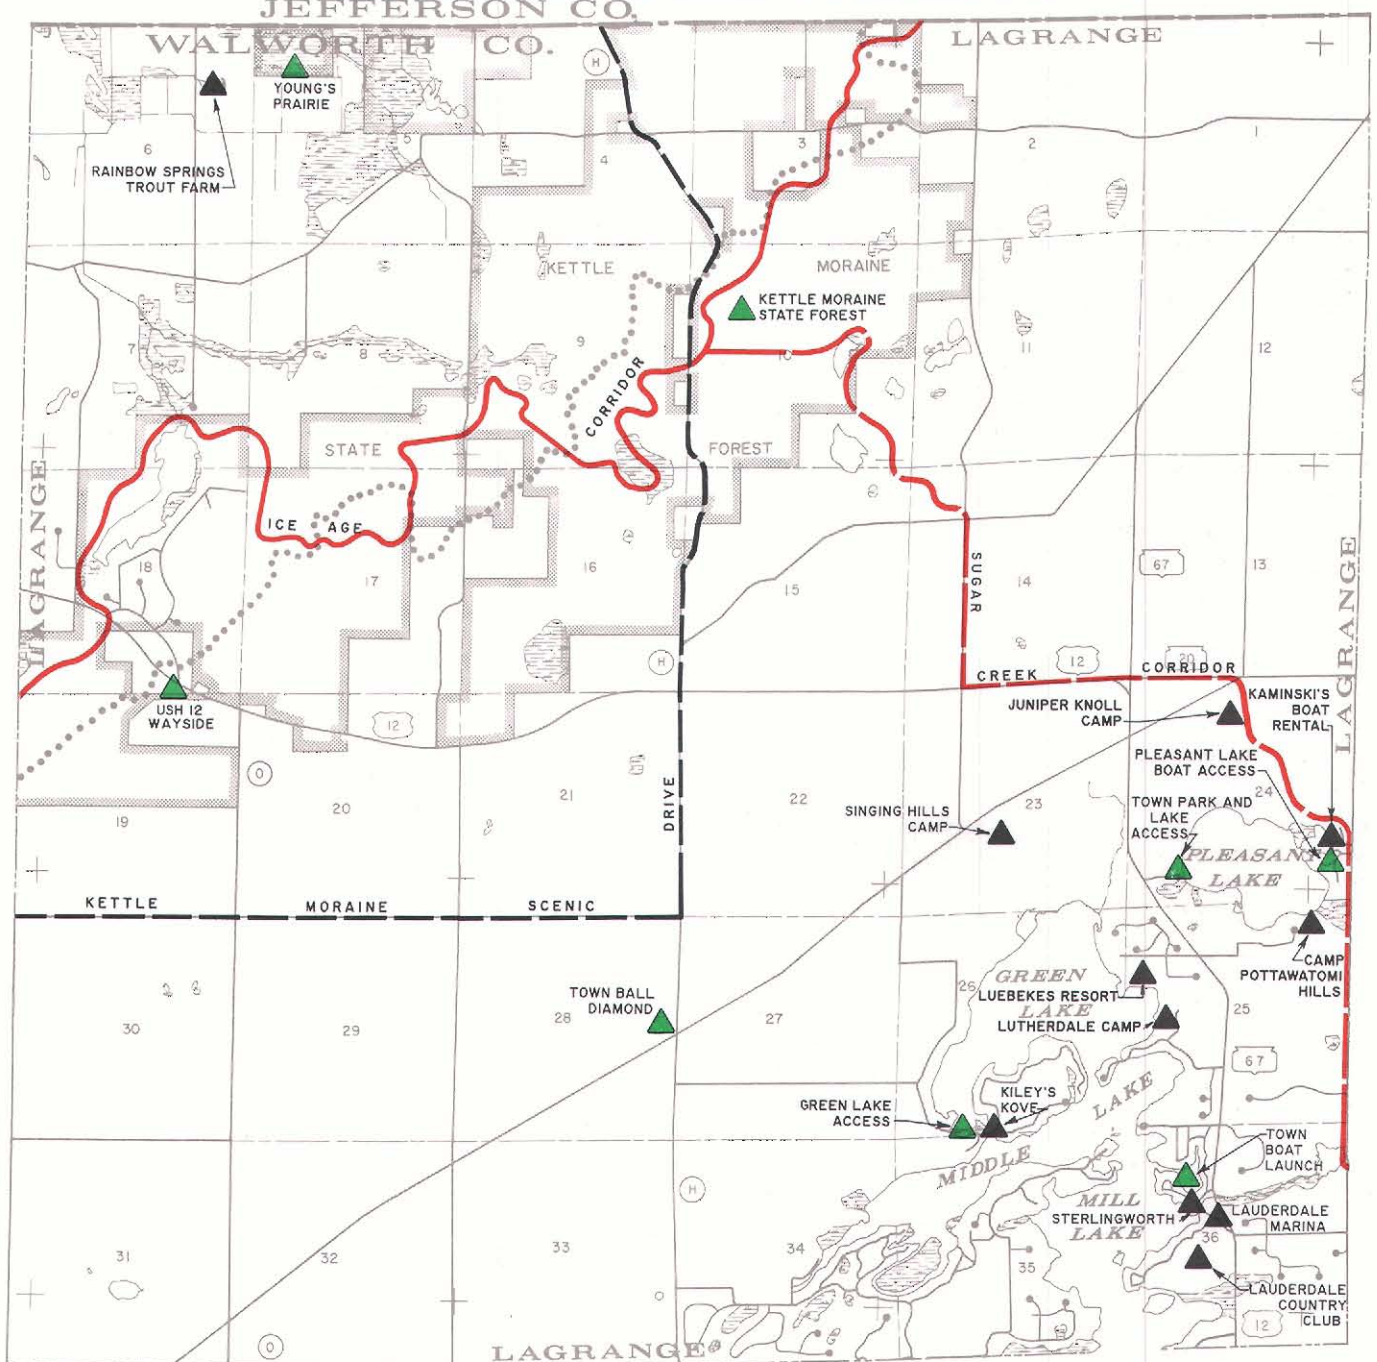 JEFFERSON CO.
WALWORTH CO.
LAGRANGE
H
YOUNG'S
PRAIRIE
RAINBOW SPRINGS
TROUT FARM
6
5
4
3
2
1
KETTLE
MORAINE
KETTLE MORAINE
STATE FOREST
7
8
9
10
11
12
CORRIDOR
STATE
FOREST
LAGRANGE
ICE AGE
18
17
16
15
14
13
67
SUGAR
LAGRANGE
H
12
20
CREEK
CORRIDOR
USH 12
WAYSIDE
12
JUNIPER KNOLL
CAMP
KAMINSKI'S
BOAT
RENTAL
PLEASANT LAKE
BOAT ACCESS
O
19
20
21
22
23
24
DRIVE
SINGING HILLS
CAMP
TOWN PARK AND
LAKE
ACCESS
PLEASANT
LAKE
KETTLE
MORAINE
SCENIC
CAMP
POTTAWATOMI
HILLS
GREEN
LAKE
LUEBEKES RESORT
LUTHERDALE CAMP
TOWN BALL
DIAMOND
30
29
28
27
26
25
67
GREEN LAKE
ACCESS
KILEY'S
KOVE
MIDDLE
LAKE
TOWN
BOAT
LAUNCH
H
MILL
LAKE
STERLINGWORTH
LAUDERDALE
MARINA
31
32
33
34
35
36
LAUDERDALE
COUNTRY
CLUB
12
O
LAGRANGE